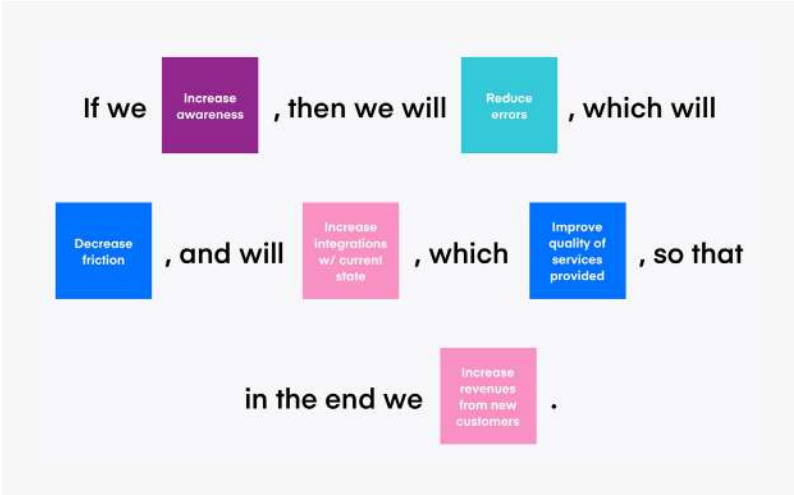 If we Increase awareness , then we will Reduce errors , which will
Decrease friction , and will Increase integrations w/ current state , which Improve quality of services provided , so that
in the end we Increase revenues from new customers .